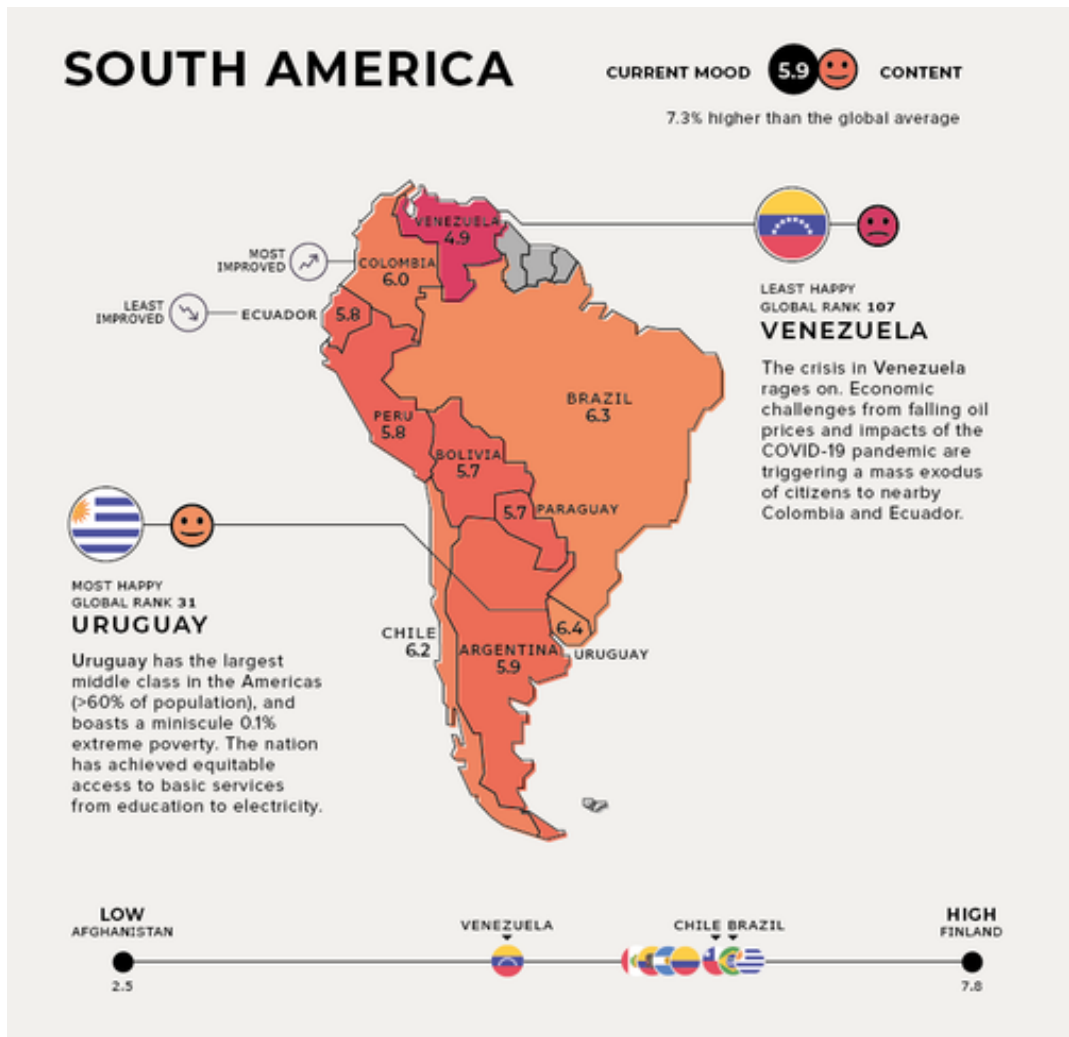 SOUTH AMERICA
CURRENT MOOD 5.9 CONTENT
7.3% higher than the global average
VENEZUELA
4.9
MOST
IMPROVED
COLOMBIA
6.0
LEAST
IMPROVED
ECUADOR 5.8
LEAST HAPPY
GLOBAL RANK 107
VENEZUELA
The crisis in Venezuela
rages on. Economic
challenges from falling oil
prices and impacts of the
COVID-19 pandemic are
triggering a mass exodus
of citizens to nearby
Colombia and Ecuador.
BRAZIL
6.3
PERU
5.8
BOLIVIA
5.7
5.7 PARAGUAY
MOST HAPPY
GLOBAL RANK 31
URUGUAY
Uruguay has the largest
middle class in the Americas
(>60% of population), and
boasts a miniscule 0.1%
extreme poverty. The nation
has achieved equitable
access to basic services
from education to electricity.
CHILE
6.2
ARGENTINA
5.9
6.4
URUGUAY
LOW
AFGHANISTAN
2.5
VENEZUELA
CHILE BRAZIL
HIGH
FINLAND
7.8